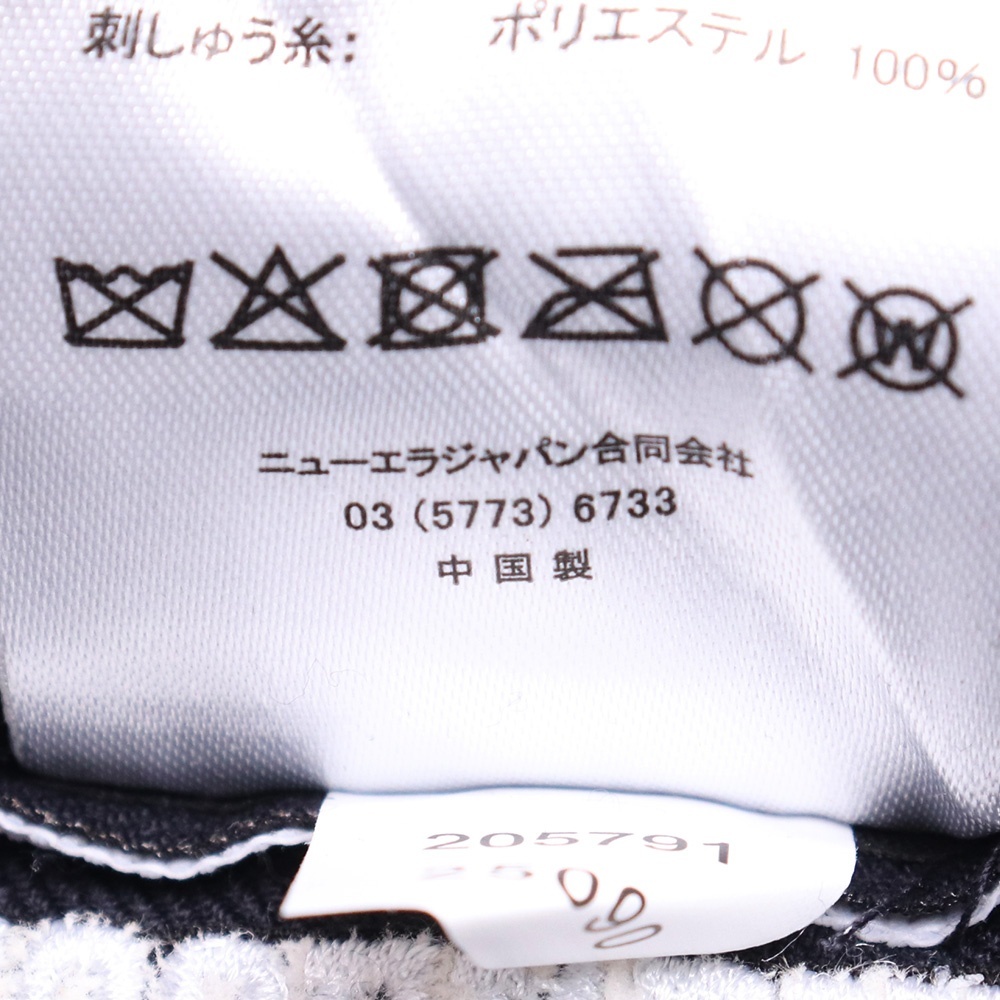 刺しゅう糸: ポリエステル 100%
ニューエラジャパン合同会社
03 (5773) 6733
中国製
205791